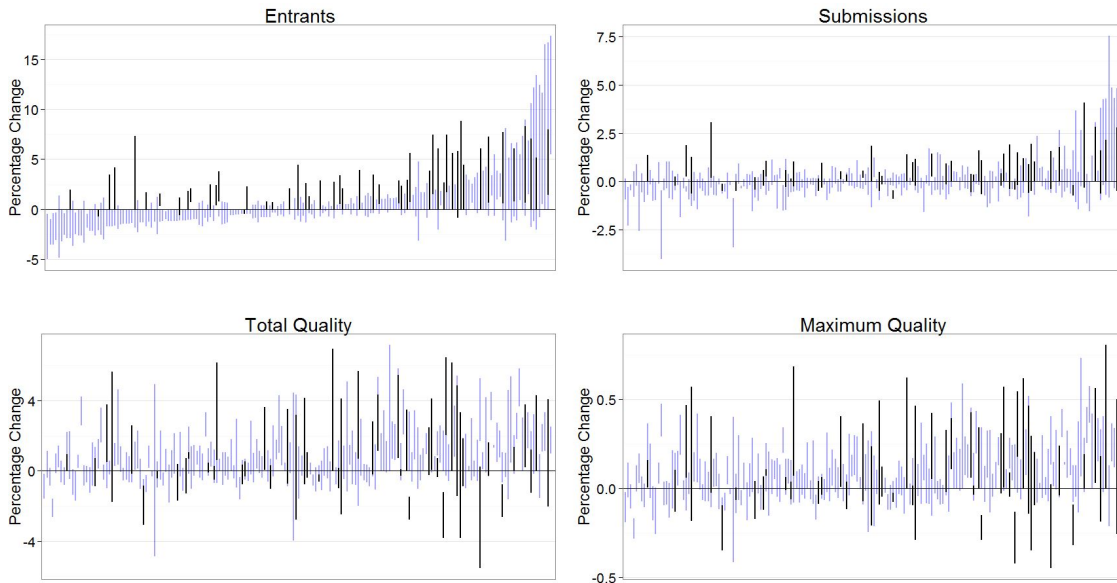 Entrants
Percentage Change
15
10
5
0
-5
Submissions
Percentage Change
7.5
5.0
2.5
0.0
-2.5
Total Quality
Percentage Change
4
0
-4
Maximum Quality
Percentage Change
0.5
0.0
-0.5